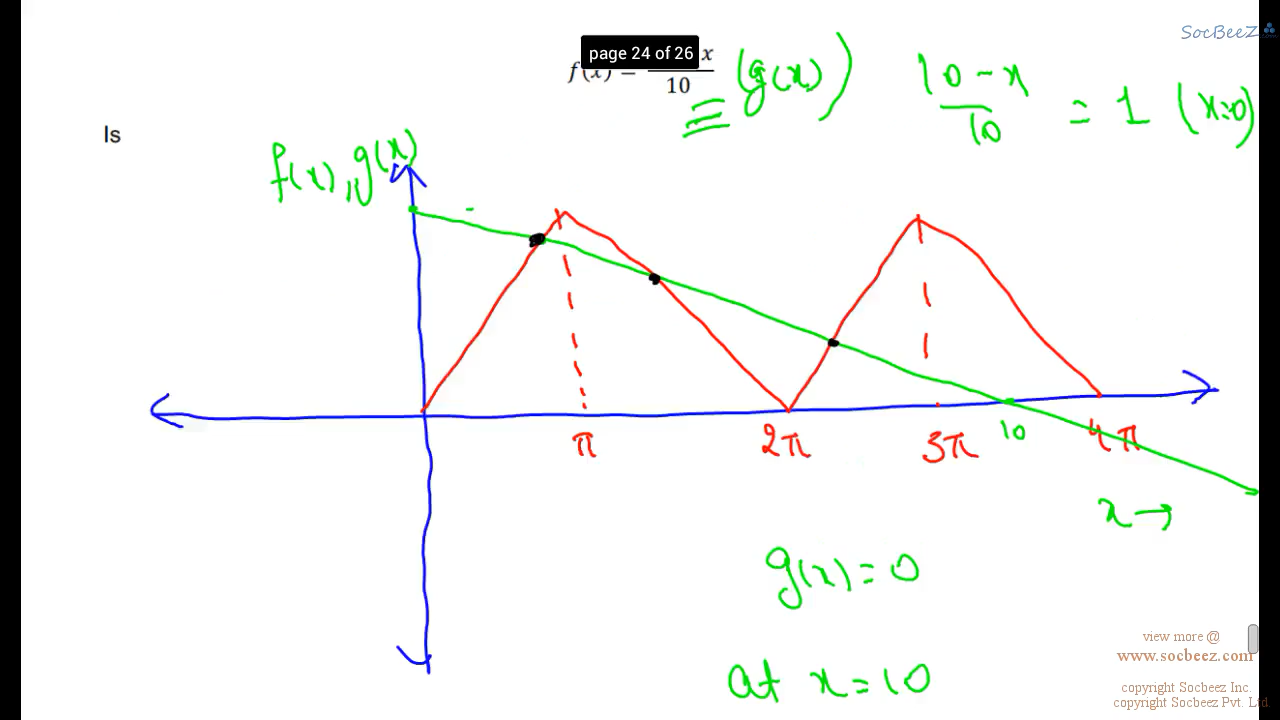 SocBeeZ
page 24 of 26
f(x) = x
10
≡ (g(x)) 10 - x
10
= 1 (x=0)
Is
f(x), g(x)
π 2π 3π 10 4π
x →
g(x) = 0
at x = 10
view more @
www.socbeez.com
copyright Socbeez Inc.
copyright Socbeez Pvt. Ltd